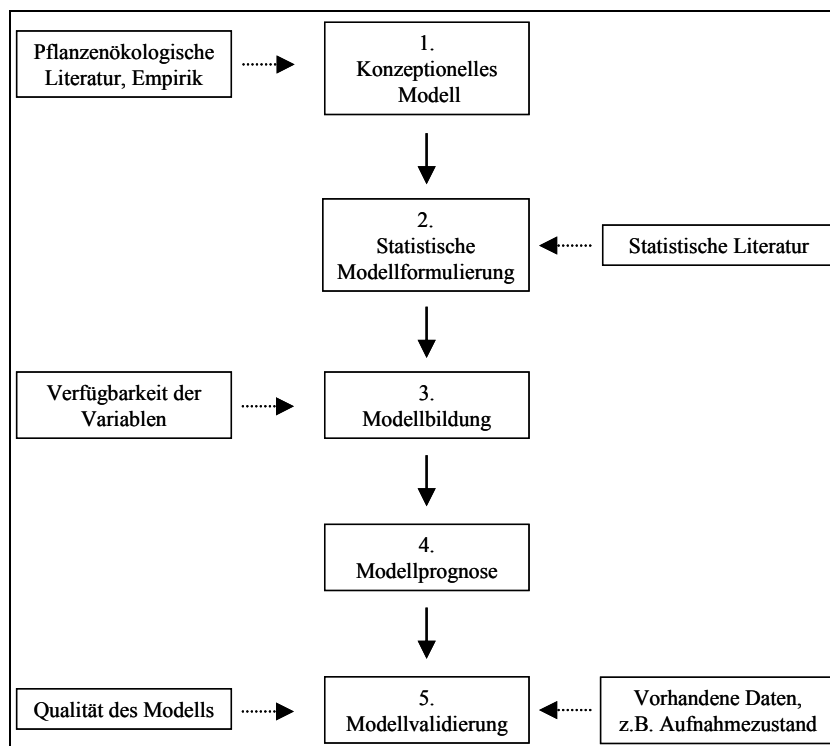 Pflanzenökologische
Literatur, Empirik
1.
Konzeptionelles
Modell
2.
Statistische
Modellformulierung
Statistische Literatur
Verfügbarkeit der
Variablen
3.
Modellbildung
4.
Modellprognose
Qualität des Modells
5.
Modellvalidierung
Vorhandene Daten,
z.B. Aufnahmezustand